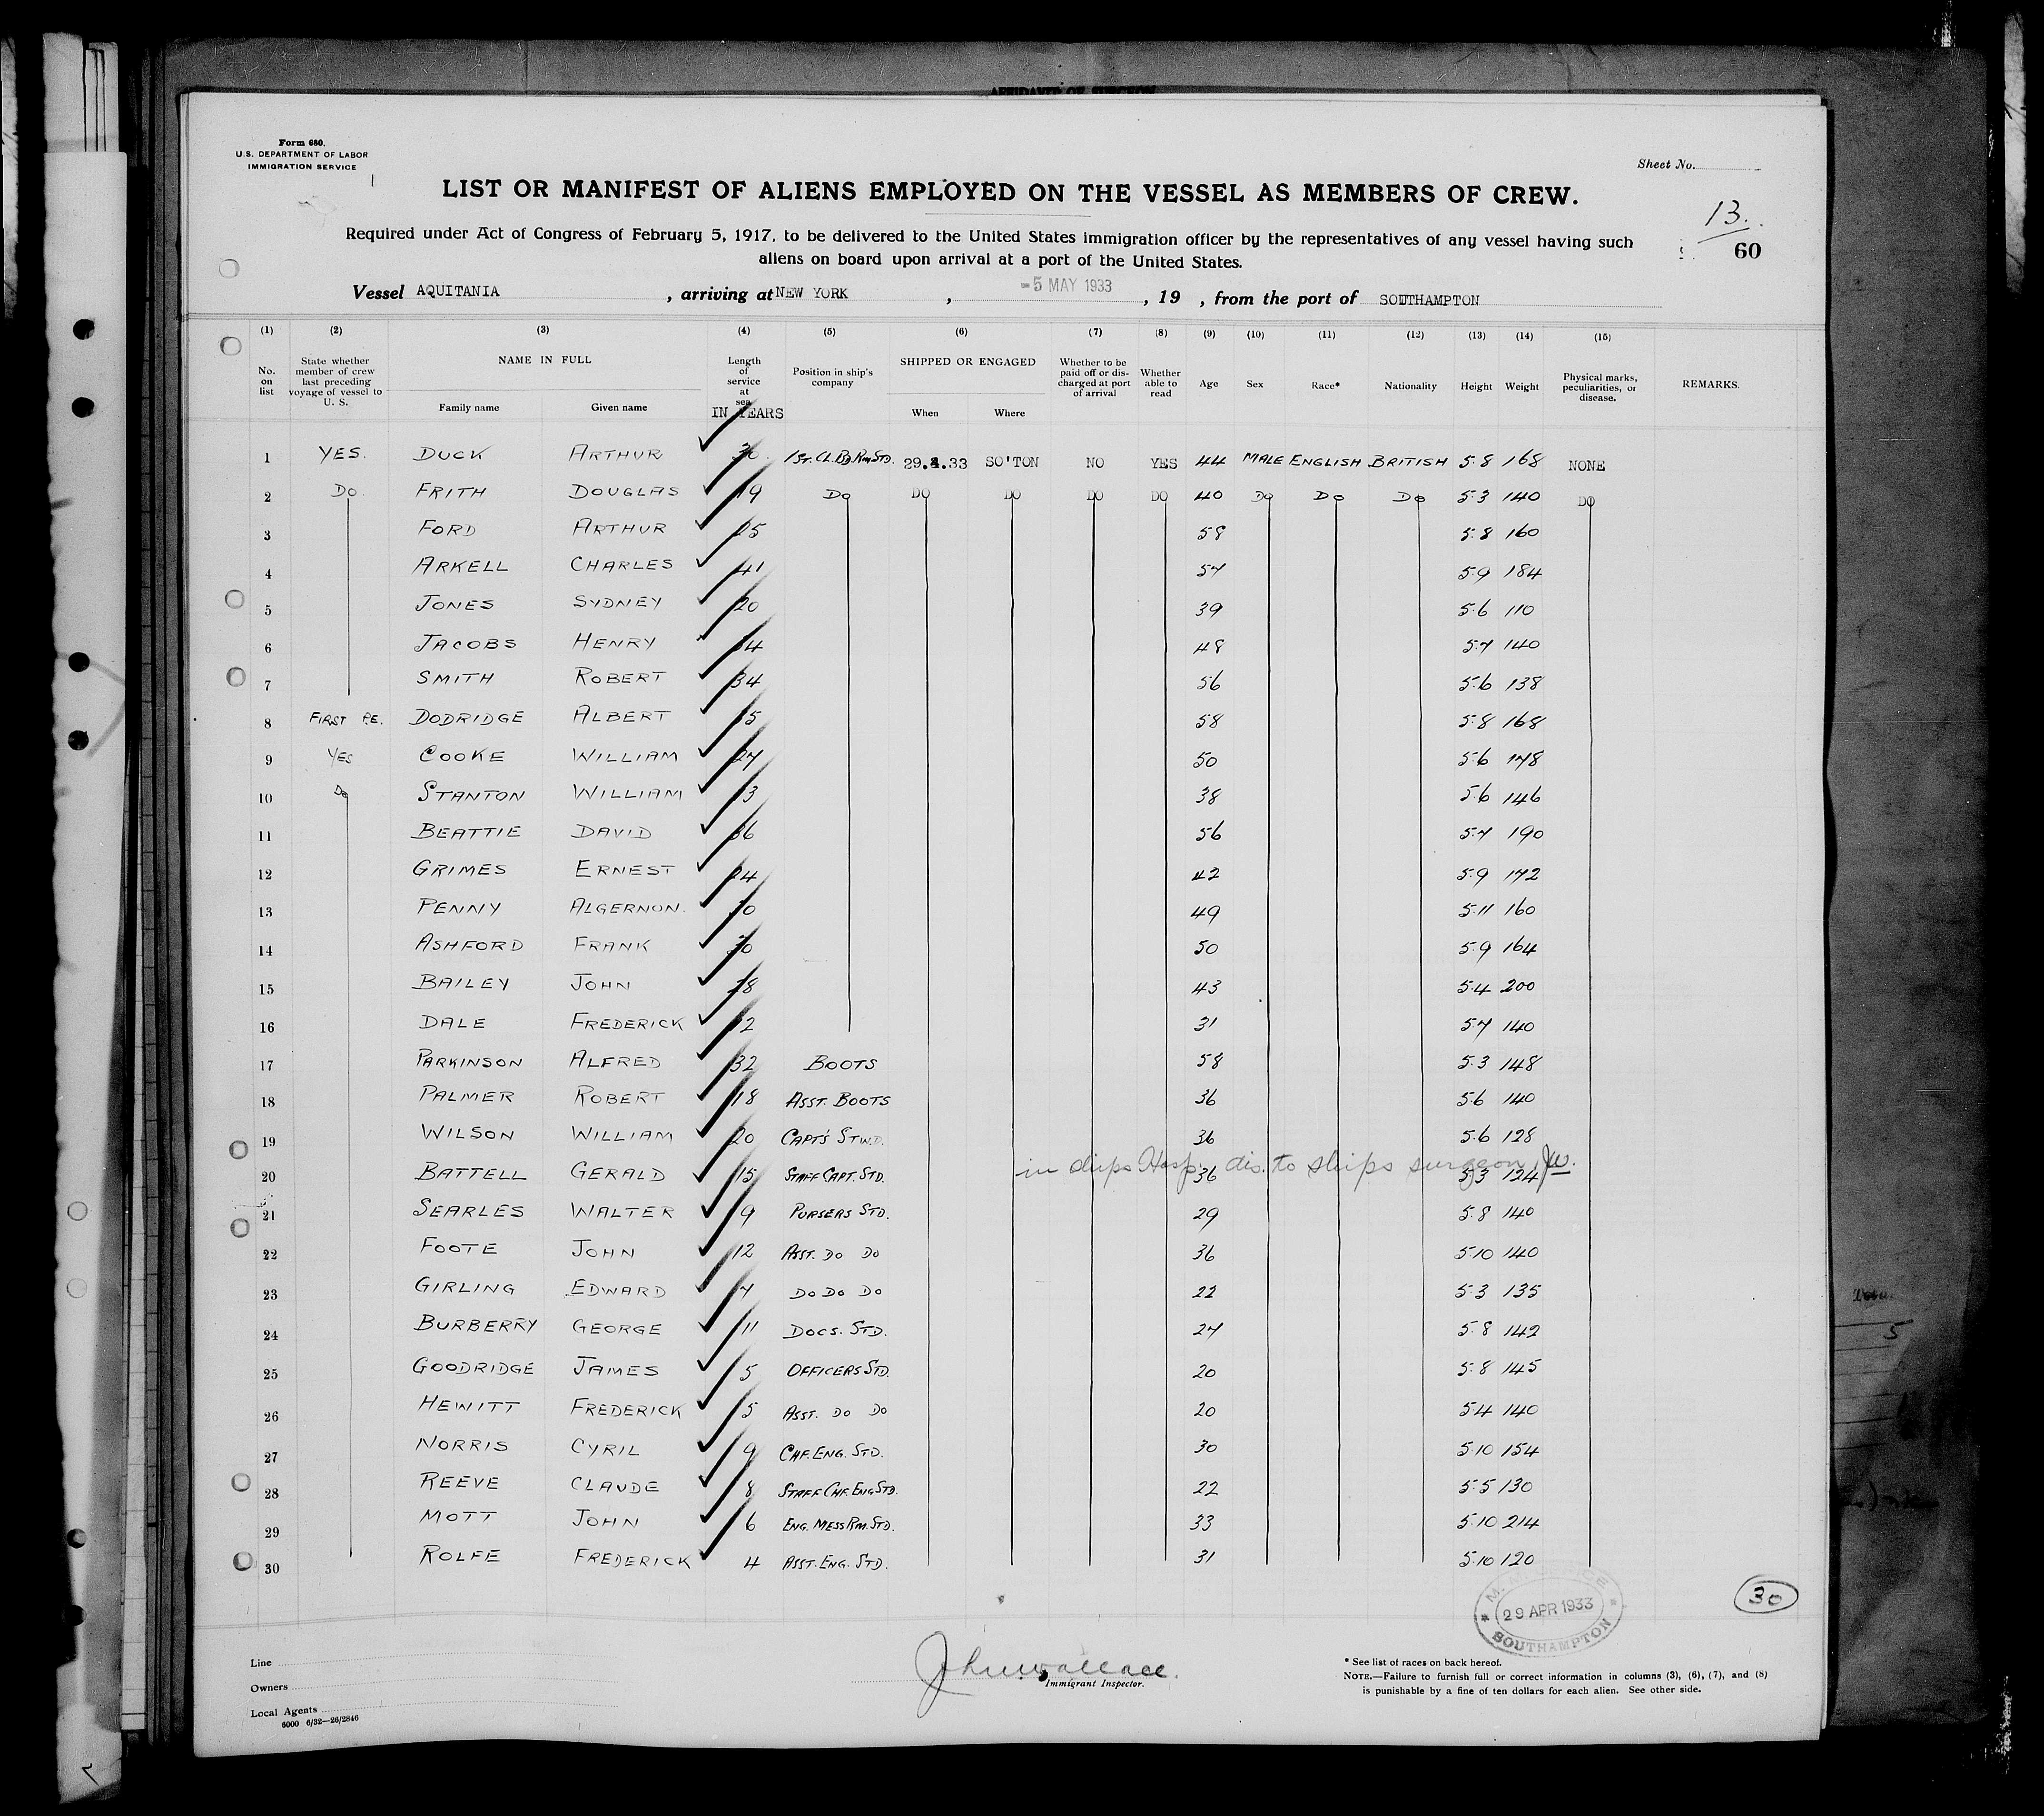 AFFIDAVIT OF SURGEON
Form 680.
U.S. DEPARTMENT OF LABOR
IMMIGRATION SERVICE
Sheet No.
LIST OR MANIFEST OF ALIENS EMPLOYED ON THE VESSEL AS MEMBERS OF CREW.
13.
Required under Act of Congress of February 5, 1917, to be delivered to the United States immigration officer by the representatives of any vessel having such
aliens on board upon arrival at a port of the United States.
60
Vessel AQUITANIA , arriving at NEW YORK , -5 MAY 1933 , 19 , from the port of SOUTHAMPTON
(1) (2) (3) (4) (5) (6) (7) (8) (9) (10) (11) (12) (13) (14) (15)
No. on list State whether member of crew last preceding voyage of vessel to U. S. NAME IN FULL Family name Given name Length of service at sea IN YEARS Position in ship's company SHIPPED OR ENGAGED When Where Whether to be paid off or discharged at port of arrival Whether able to read Age Sex Race* Nationality Height Weight Physical marks, peculiarities, or disease. REMARKS.
1 YES. DUCK ARTHUR 30 1ST. CL. BD RM STD. 29.4.33 SO'TON NO YES 44 MALE ENGLISH BRITISH 5.8 168 NONE
2 DO. FRITH DOUGLAS 19 DO DO DO DO DO 40 DO DO DO 5.3 140 DO
3 FORD ARTHUR 58 5.8 160
4 ARKELL CHARLES 41 57 5.9 184
5 JONES SYDNEY 20 39 5.6 110
6 JACOBS HENRY 48 5.7 140
7 SMITH ROBERT 34 56 5.6 138
8 FIRST P.E. DODRIDGE ALBERT 58 5.8 168
9 YES COOKE WILLIAM 27 50 5.6 178
10 DO STANTON WILLIAM 13 38 5.6 146
11 BEATTIE DAVID 36 56 5.7 190
12 GRIMES ERNEST 24 42 5.9 172
13 PENNY ALGERNON. 49 5.11 160
14 ASHFORD FRANK 30 50 5.9 164
15 BAILEY JOHN 43 5.4 200
16 DALE FREDERICK 12 31 5.7 140
17 PARKINSON ALFRED 32 BOOTS 58 5.3 148
18 PALMER ROBERT 18 ASST. BOOTS 36 5.6 140
19 WILSON WILLIAM 20 CAPT'S STWD. 36 5.6 128
in ships Hosp. dis. to ships surgeon JW.
20 BATTELL GERALD 15 STAFF CAPT. STD. 36 5.3 124
21 SEARLES WALTER 9 PURSERS STD. 29 5.8 140
22 FOOTE JOHN 12 ASST. DO DO 36 5.10 140
23 GIRLING EDWARD 7 DO DO DO 22 5.3 135
24 BURBERRY GEORGE 11 DOCS. STD. 27 5.8 142
25 GOODRIDGE JAMES 5 OFFICERS STD. 20 5.8 145
26 HEWITT FREDERICK 5 ASST. DO DO 20 5.4 140
27 NORRIS CYRIL 9 CHF. ENG. STD. 30 5.10 154
28 REEVE CLAUDE 8 STAFF CHF. ENG STD. 22 5.5 130
29 MOTT JOHN 6 ENG. MESS RM. STD. 33 5.10 214
30 ROLFE FREDERICK 4 ASST. ENG. STD. 31 5.10 120
29 APR 1933
SOUTHAMPTON
30
Line
Owners
Local Agents
6000 6/32—26/2846
Jhnwallace.
Immigrant Inspector.
* See list of races on back hereof.
NOTE.—Failure to furnish full or correct information in columns (3), (6), (7), and (8)
is punishable by a fine of ten dollars for each alien. See other side.